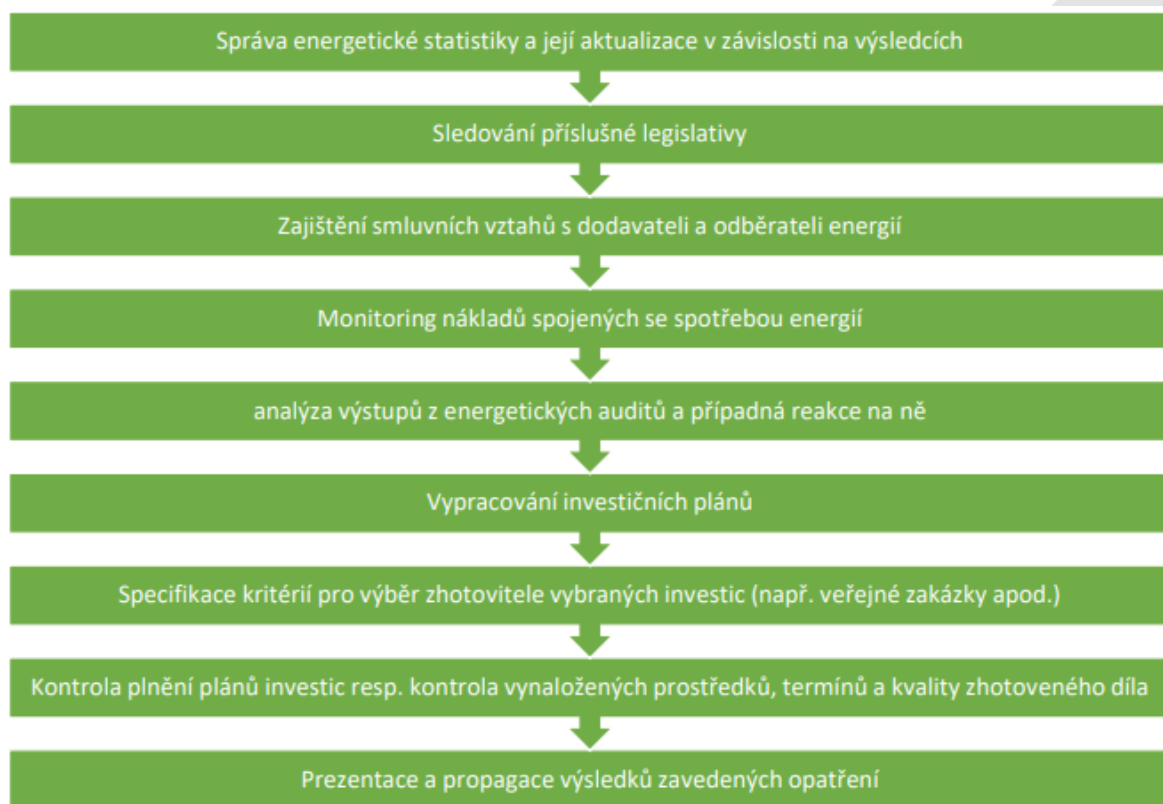 Správa energetické statistiky a její aktualizace v závislosti na výsledcích
Sledování příslušné legislativy
Zajištění smluvních vztahů s dodavateli a odběrateli energií
Monitoring nákladů spojených se spotřebou energií
analýza výstupů z energetických auditů a případná reakce na ně
Vypracování investičních plánů
Specifikace kritérií pro výběr zhotovitele vybraných investic (např. veřejné zakázky apod.)
Kontrola plnění plánů investic resp. kontrola vynaložených prostředků, termínů a kvality zhotoveného díla
Prezentace a propagace výsledků zavedených opatření